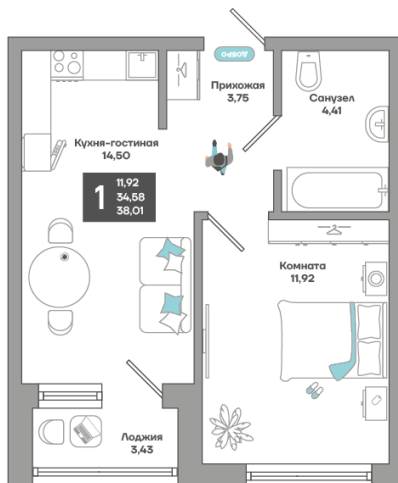 ДОБРО
Прихожая
3,75
Санузел
4,41
Кухня-гостиная
14,50
1
11,92
34,58
38,01
Комната
11,92
Лоджия
3,43